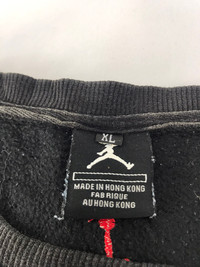 XL
MADE IN HONG KONG
FABRIQUE
AU HONG KONG